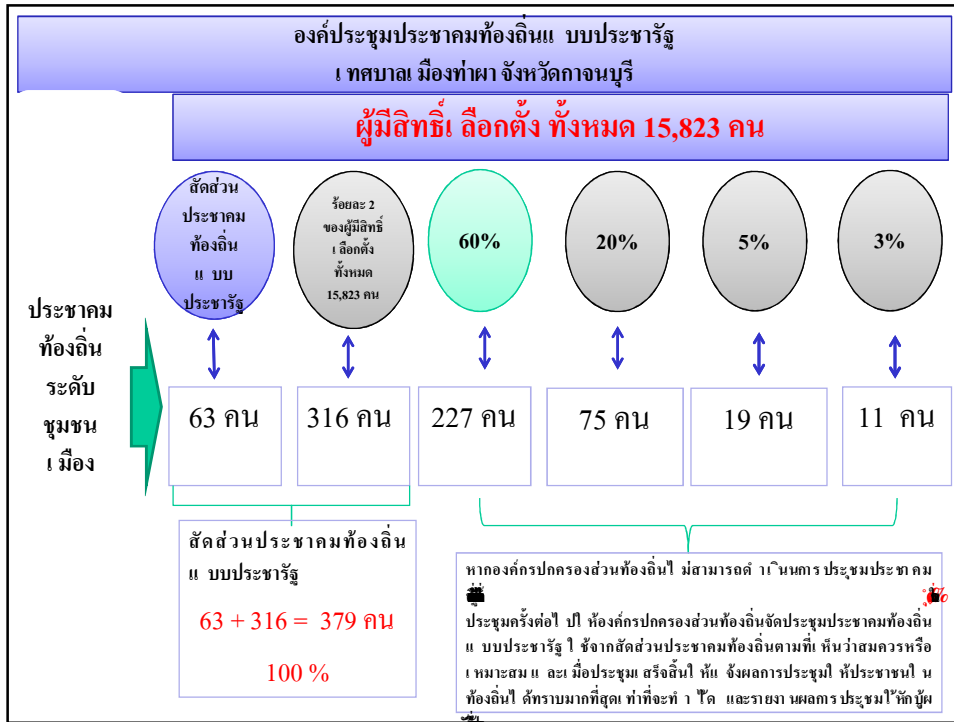 องค์ประชุมประชาคมท้องถิ่นแบบประชารัฐ
เทศบาลเมืองท่าผา จังหวัดกาจนบุรี
ผู้มีสิทธิ์เลือกตั้ง ทั้งหมด 15,823 คน
สัดส่วน
ประชาคม
ท้องถิ่น
แบบ
ประชารัฐ
ร้อยละ 2
ของผู้มีสิทธิ์
เลือกตั้ง
ทั้งหมด
15,823 คน
60%
20%
5%
3%
ประชาคม
ท้องถิ่น
ระดับ
ชุมชน
เมือง
63 คน
316 คน
227 คน
75 คน
19 คน
11 คน
สัดส่วนประชาคมท้องถิ่น
แบบประชารัฐ
63 + 316 = 379 คน
100 %
หากองค์กรปกครองส่วนท้องถิ่นไม่สามารถดำเนินการประชุมประชาคม
ประชุมครั้งต่อไปให้องค์กรปกครองส่วนท้องถิ่นจัดประชุมประชาคมท้องถิ่น
แบบประชารัฐ ใช้จากสัดส่วนประชาคมท้องถิ่นตามที่เห็นว่าสมควรหรือ
เหมาะสม และเมื่อประชุมเสร็จสิ้นให้แจ้งผลการประชุมให้ประชาชนใน
ท้องถิ่นได้ทราบมากที่สุดเท่าที่จะทำได้ และรายงานผลการประชุมให้